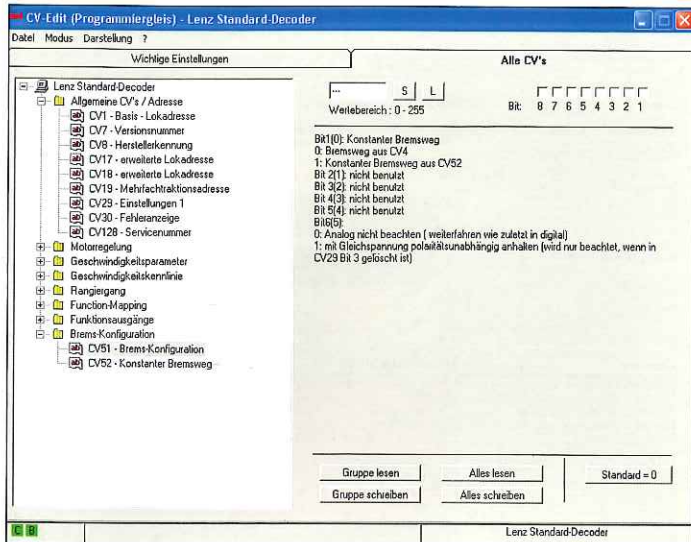 CV-Edit (Programmiergleis) - Lenz Standard-Decoder
Datei Modus Darstellung ?
Wichtige Einstellungen
Alle CV's
Lenz Standard-Decoder
Allgemeine CV's / Adresse
CV1 - Basis - Lokadresse
CV7 - Versionsnummer
CV8 - Herstellerkennung
CV17 - erweiterte Lokadresse
CV18 - erweiterte Lokadresse
CV19 - Mehrfachtraktionsadresse
CV29 - Einstellungen 1
CV30 - Fehleranzeige
CV128 - Servicenummer
Motorregelung
Geschwindigkeitsparameter
Geschwindigkeitskennlinie
Rangiergang
Function-Mapping
Funktionsausgänge
Brems-Konfiguration
CV51 - Brems-Konfiguration
CV52 - Konstanter Bremsweg
--- S L
Wertebereich : 0 - 255
Bit: 8 7 6 5 4 3 2 1
Bit1(0): Konstanter Bremsweg
0: Bremsweg aus CV4
1: Konstanter Bremsweg aus CV52
Bit 2(1): nicht benutzt
Bit 3(2): nicht benutzt
Bit 4(3): nicht benutzt
Bit 5(4): nicht benutzt
Bit6(5):
0: Analog nicht beachten ( weiterfahren wie zuletzt in digital)
1: mit Gleichspannung polaritätsunabhängig anhalten (wird nur beachtet, wenn in
CV29 Bit 3 gelöscht ist)
Gruppe lesen
Alles lesen
Standard = 0
Gruppe schreiben
Alles schreiben
C B
Lenz Standard-Decoder